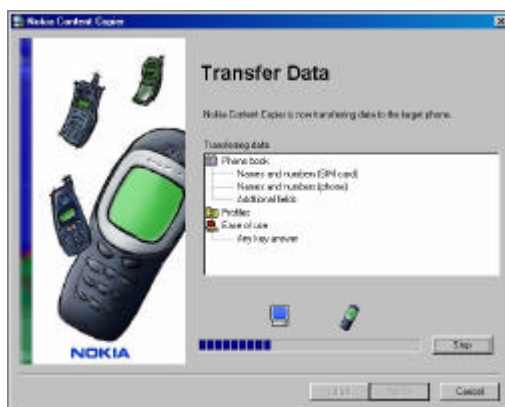 Nokia Content Copier
Transfer Data
Nokia Content Copier is now transferring data to the target phone.
Transferring data
Phone book
Names and numbers (SIM card)
Names and numbers (phone)
Additional fields
Profiles
Ease of use
Any key answer
NOKIA
Stop
Cancel